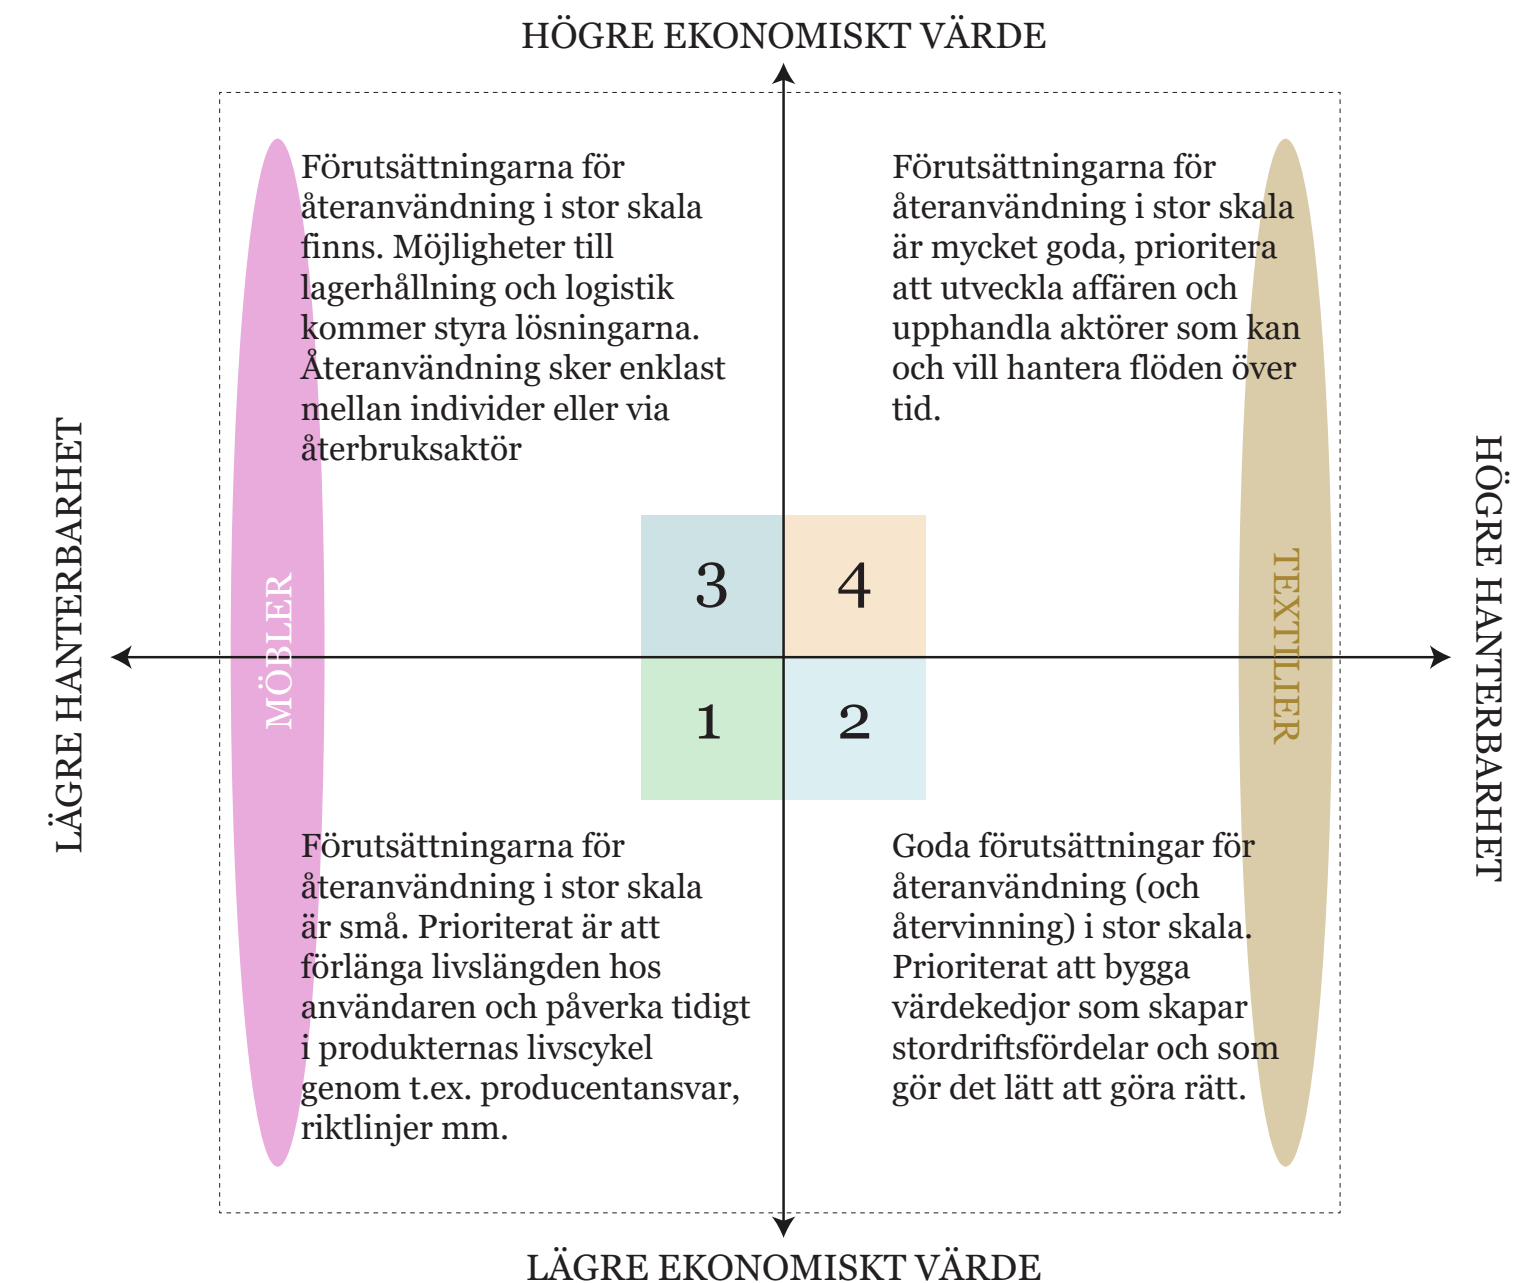 HÖGRE EKONOMISKT VÄRDE
Förutsättningarna för
återanvändning i stor skala
finns. Möjligheter till
lagerhållning och logistik
kommer styra lösningarna.
Återanvändning sker enklast
mellan individer eller via
återbruksaktör
Förutsättningarna för
återanvändning i stor skala
är mycket goda, prioritera
att utveckla affären och
upphandla aktörer som kan
och vill hantera flöden över
tid.
LÄGRE HANTERBARHET
MÖBLER
3
4
1
2
TEXTILIER
HÖGRE HANTERBARHET
Förutsättningarna för
återanvändning i stor skala
är små. Prioriterat är att
förlänga livslängden hos
användaren och påverka tidigt
i produkternas livscykel
genom t.ex. producentansvar,
riktlinjer mm.
Goda förutsättningar för
återanvändning (och
återvinning) i stor skala.
Prioriterat att bygga
värdekedjor som skapar
stordriftsfördelar och som
gör det lätt att göra rätt.
LÄGRE EKONOMISKT VÄRDE